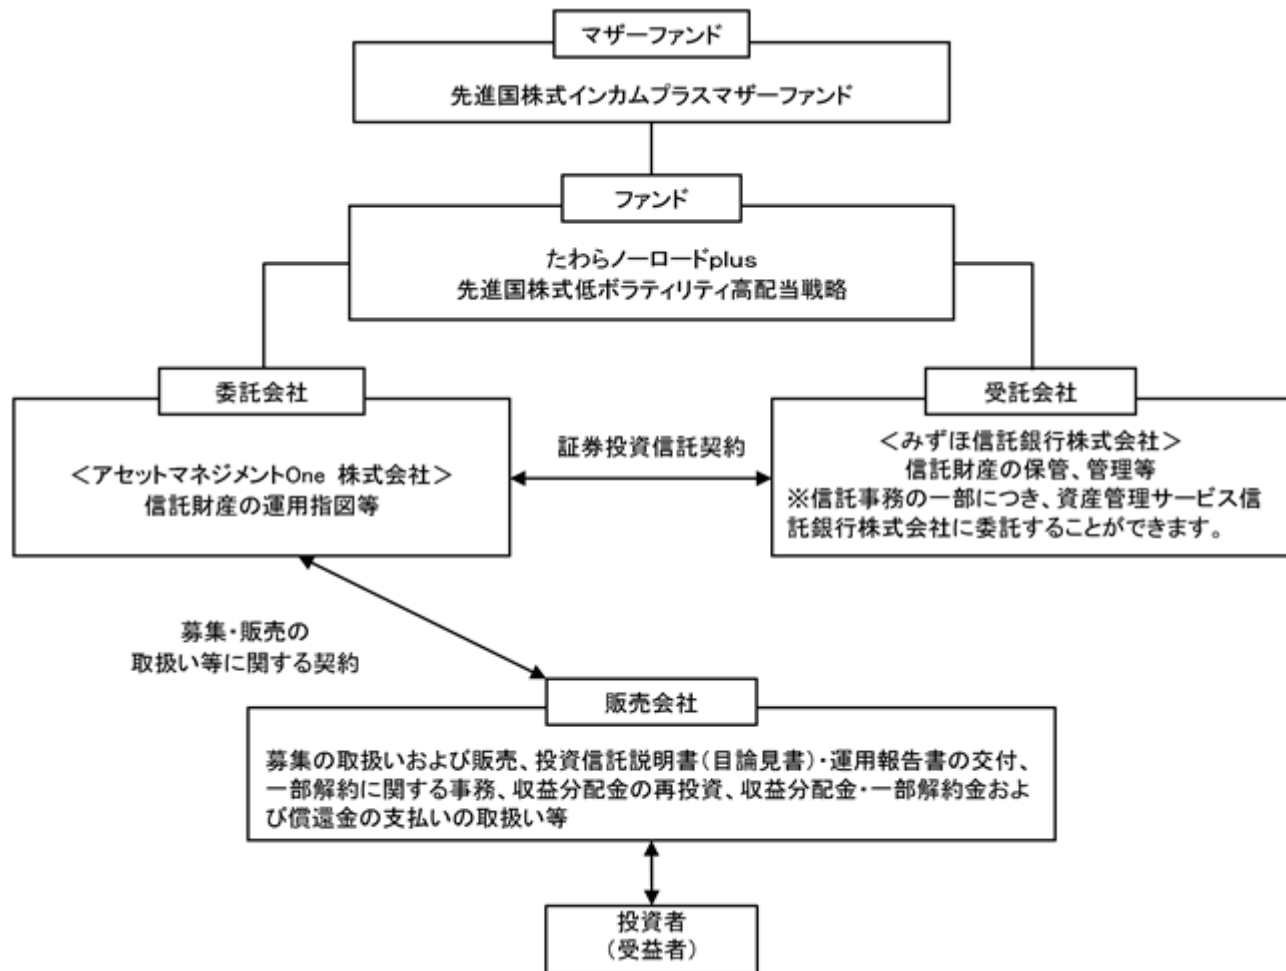 マザーファンド
先進国株式インカムプラスマザーファンド
ファンド
たわらノーロードplus
先進国株式低ボラティリティ高配当戦略
委託会社
＜アセットマネジメントOne 株式会社＞
信託財産の運用指図等
証券投資信託契約
受託会社
＜みずほ信託銀行株式会社＞
信託財産の保管、管理等
※信託事務の一部につき、資産管理サービス信
託銀行株式会社に委託することができます。
募集・販売の
取扱い等に関する契約
販売会社
募集の取扱いおよび販売、投資信託説明書（目論見書）・運用報告書の交付、
一部解約に関する事務、収益分配金の再投資、収益分配金・一部解約金およ
び償還金の支払いの取扱い等
投資者
（受益者）